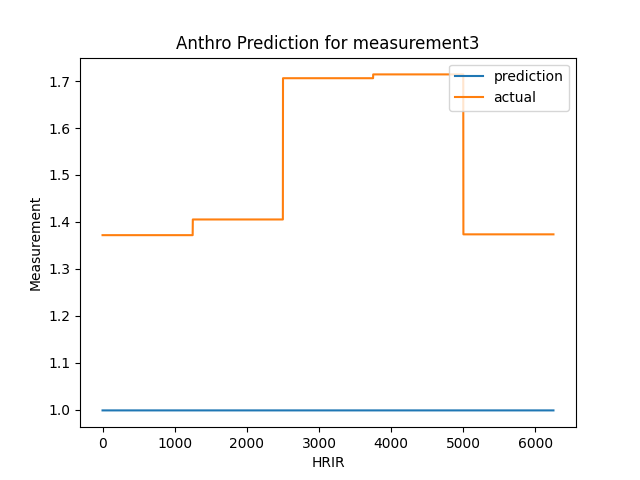 Anthro Prediction for measurement3
prediction
actual
Measurement
1.7
1.6
1.5
1.4
1.3
1.2
1.1
1.0
0 1000 2000 3000 4000 5000 6000
HRIR